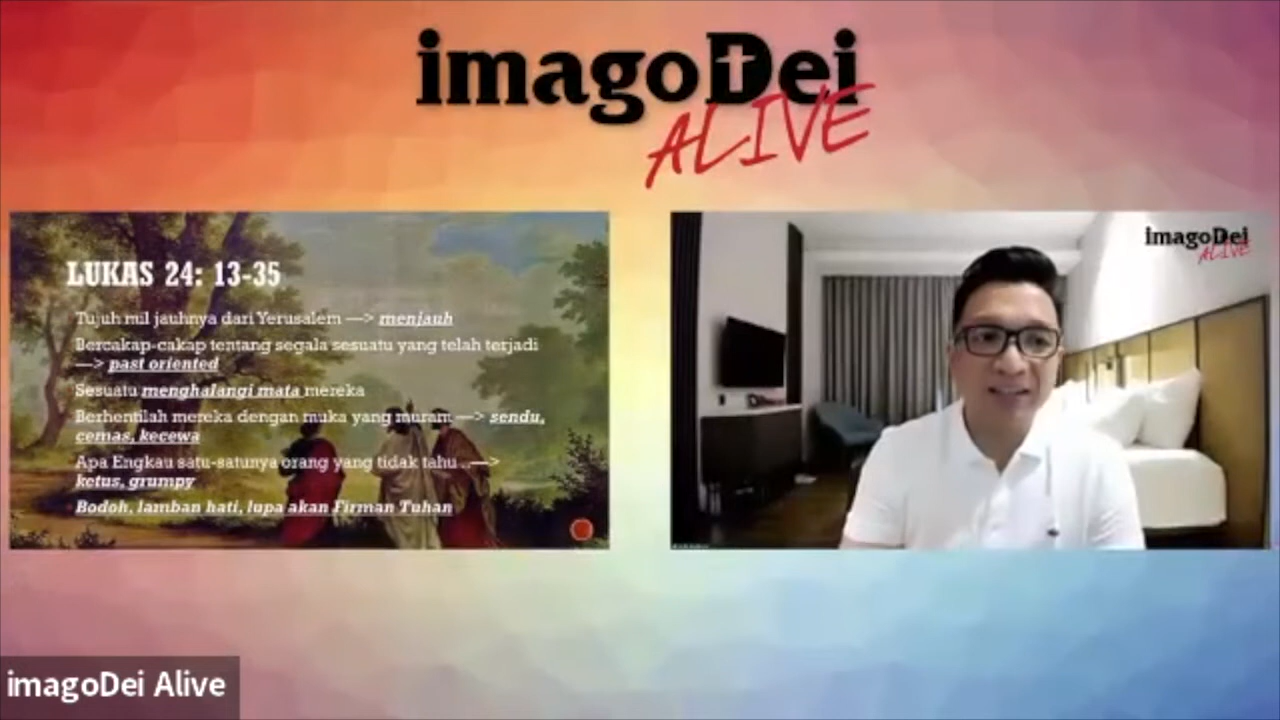 imagoDei
ALIVE
LUKAS 24: 13-35
Tujuh mil jauhnya dari Yerusalem —> menjauh
Bercakap-cakap tentang segala sesuatu yang telah terjadi
—> past oriented
Sesuatu menghalangi mata mereka
Berhentilah mereka dengan muka yang muram —> sendu,
cemas, kecewa
Apa Engkau satu-satunya orang yang tidak tahu ..—>
ketus, grumpy
Bodoh, lamban hati, lupa akan Firman Tuhan
imagoDei
ALIVE
imagoDei Alive